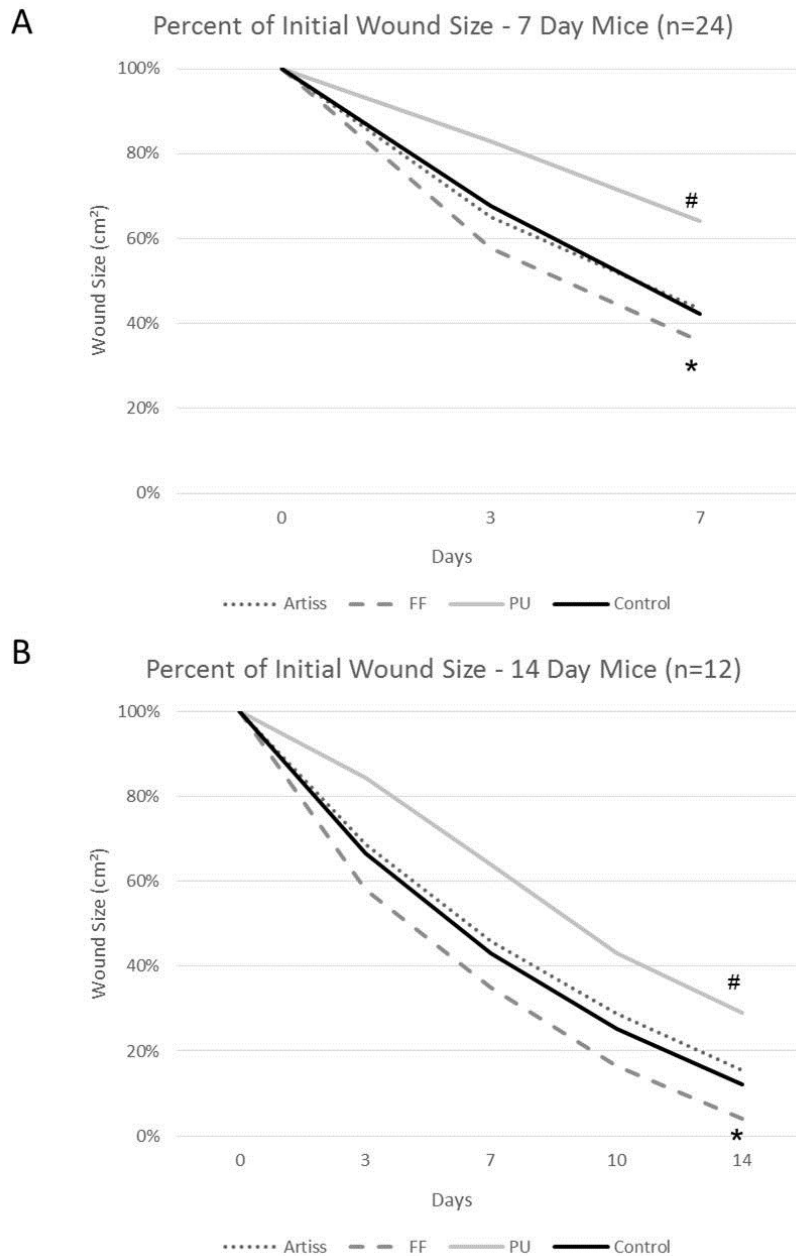 A
Percent of Initial Wound Size - 7 Day Mice (n=24)
100%
80%
60%
40%
20%
0%
Wound Size (cm²)
#
*
0 3 7
Days
Artiss FF PU Control
B
Percent of Initial Wound Size - 14 Day Mice (n=12)
100%
80%
60%
40%
20%
0%
Wound Size (cm²)
#
*
0 3 7 10 14
Days
Artiss FF PU Control